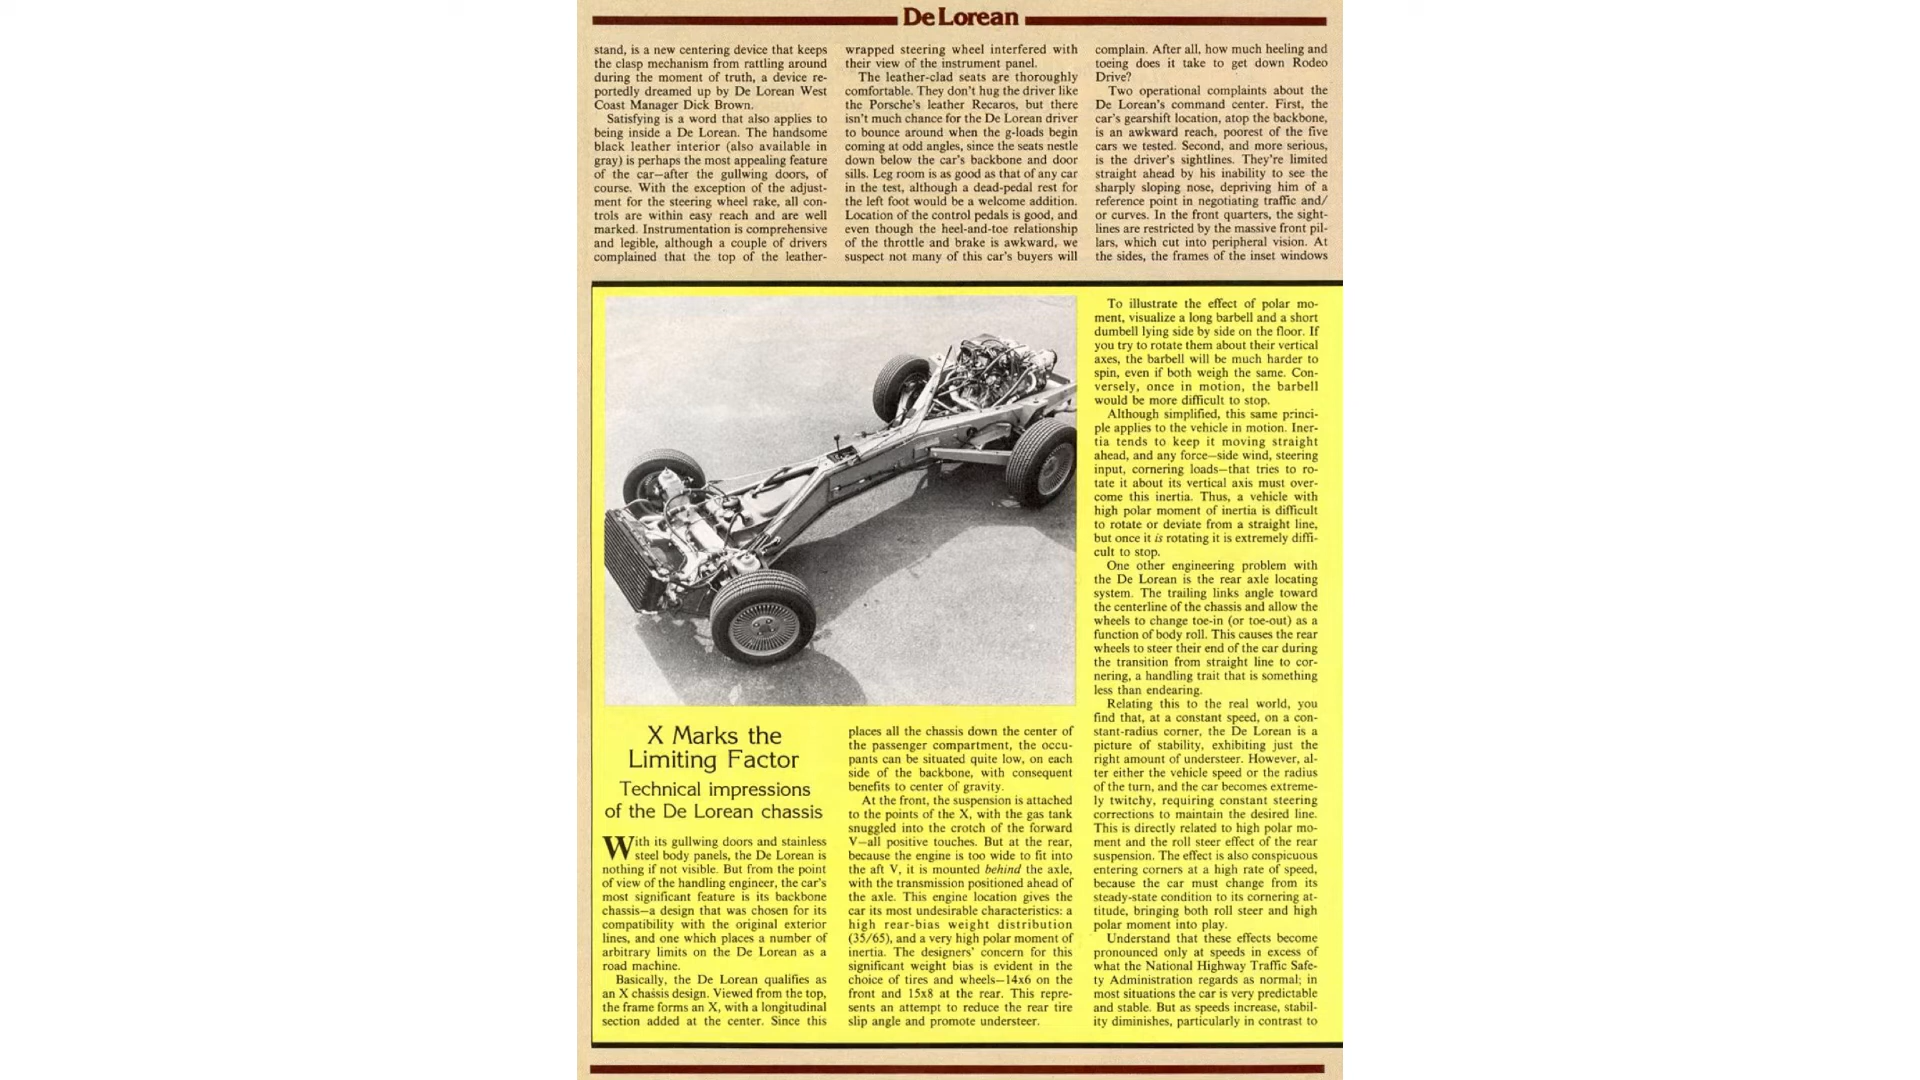 De Lorean
stand, is a new centering device that keeps
the clasp mechanism from rattling around
during the moment of truth, a device re-
portedly dreamed up by De Lorean West
Coast Manager Dick Brown.
Satisfying is a word that also applies to
being inside a De Lorean. The handsome
black leather interior (also available in
gray) is perhaps the most appealing feature
of the car—after the gullwing doors, of
course. With the exception of the adjust-
ment for the steering wheel rake, all con-
trols are within easy reach and are well
marked. Instrumentation is comprehensive
and legible, although a couple of drivers
complained that the top of the leather-
wrapped steering wheel interfered with
their view of the instrument panel.
The leather-clad seats are thoroughly
comfortable. They don't hug the driver like
the Porsche's leather Recaros, but there
isn't much chance for the De Lorean driver
to bounce around when the g-loads begin
coming at odd angles, since the seats nestle
down below the car's backbone and door
sills. Leg room is as good as that of any car
in the test, although a dead-pedal rest for
the left foot would be a welcome addition.
Location of the control pedals is good, and
even though the heel-and-toe relationship
of the throttle and brake is awkward, we
suspect not many of this car's buyers will
complain. After all, how much heeling and
toeing does it take to get down Rodeo
Drive?
Two operational complaints about the
De Lorean's command center. First, the
car's gearshift location, atop the backbone,
is an awkward reach, poorest of the five
cars we tested. Second, and more serious,
is the driver's sightlines. They're limited
straight ahead by his inability to see the
sharply sloping nose, depriving him of a
reference point in negotiating traffic and/
or curves. In the front quarters, the sight-
lines are restricted by the massive front pil-
lars, which cut into peripheral vision. At
the sides, the frames of the inset windows
X Marks the
Limiting Factor
Technical impressions
of the De Lorean chassis
With its gullwing doors and stainless
steel body panels, the De Lorean is
nothing if not visible. But from the point
of view of the handling engineer, the car's
most significant feature is its backbone
chassis—a design that was chosen for its
compatibility with the original exterior
lines, and one which places a number of
arbitrary limits on the De Lorean as a
road machine.
Basically, the De Lorean qualifies as
an X chassis design. Viewed from the top,
the frame forms an X, with a longitudinal
section added at the center. Since this
places all the chassis down the center of
the passenger compartment, the occu-
pants can be situated quite low, on each
side of the backbone, with consequent
benefits to center of gravity.
At the front, the suspension is attached
to the points of the X, with the gas tank
snuggled into the crotch of the forward
V—all positive touches. But at the rear,
because the engine is too wide to fit into
the aft V, it is mounted behind the axle,
with the transmission positioned ahead of
the axle. This engine location gives the
car its most undesirable characteristics: a
high rear-bias weight distribution
(35/65), and a very high polar moment of
inertia. The designers' concern for this
significant weight bias is evident in the
choice of tires and wheels—14x6 on the
front and 15x8 at the rear. This repre-
sents an attempt to reduce the rear tire
slip angle and promote understeer.
To illustrate the effect of polar mo-
ment, visualize a long barbell and a short
dumbell lying side by side on the floor. If
you try to rotate them about their vertical
axes, the barbell will be much harder to
spin, even if both weigh the same. Con-
versely, once in motion, the barbell
would be more difficult to stop.
Although simplified, this same princi-
ple applies to the vehicle in motion. Iner-
tia tends to keep it moving straight
ahead, and any force—side wind, steering
input, cornering loads—that tries to ro-
tate it about its vertical axis must over-
come this inertia. Thus, a vehicle with
high polar moment of inertia is difficult
to rotate or deviate from a straight line,
but once it is rotating it is extremely diffi-
cult to stop.
One other engineering problem with
the De Lorean is the rear axle locating
system. The trailing links angle toward
the centerline of the chassis and allow the
wheels to change toe-in (or toe-out) as a
function of body roll. This causes the rear
wheels to steer their end of the car during
the transition from straight line to cor-
nering, a handling trait that is something
less than endearing.
Relating this to the real world, you
find that, at a constant speed, on a con-
stant-radius corner, the De Lorean is a
picture of stability, exhibiting just the
right amount of understeer. However, al-
ter either the vehicle speed or the radius
of the turn, and the car becomes extreme-
ly twitchy, requiring constant steering
corrections to maintain the desired line.
This is directly related to high polar mo-
ment and the roll steer effect of the rear
suspension. The effect is also conspicuous
entering corners at a high rate of speed,
because the car must change from its
steady-state condition to its cornering at-
titude, bringing both roll steer and high
polar moment into play.
Understand that these effects become
pronounced only at speeds in excess of
what the National Highway Traffic Safe-
ty Administration regards as normal; in
most situations the car is very predictable
and stable. But as speeds increase, stabil-
ity diminishes, particularly in contrast to